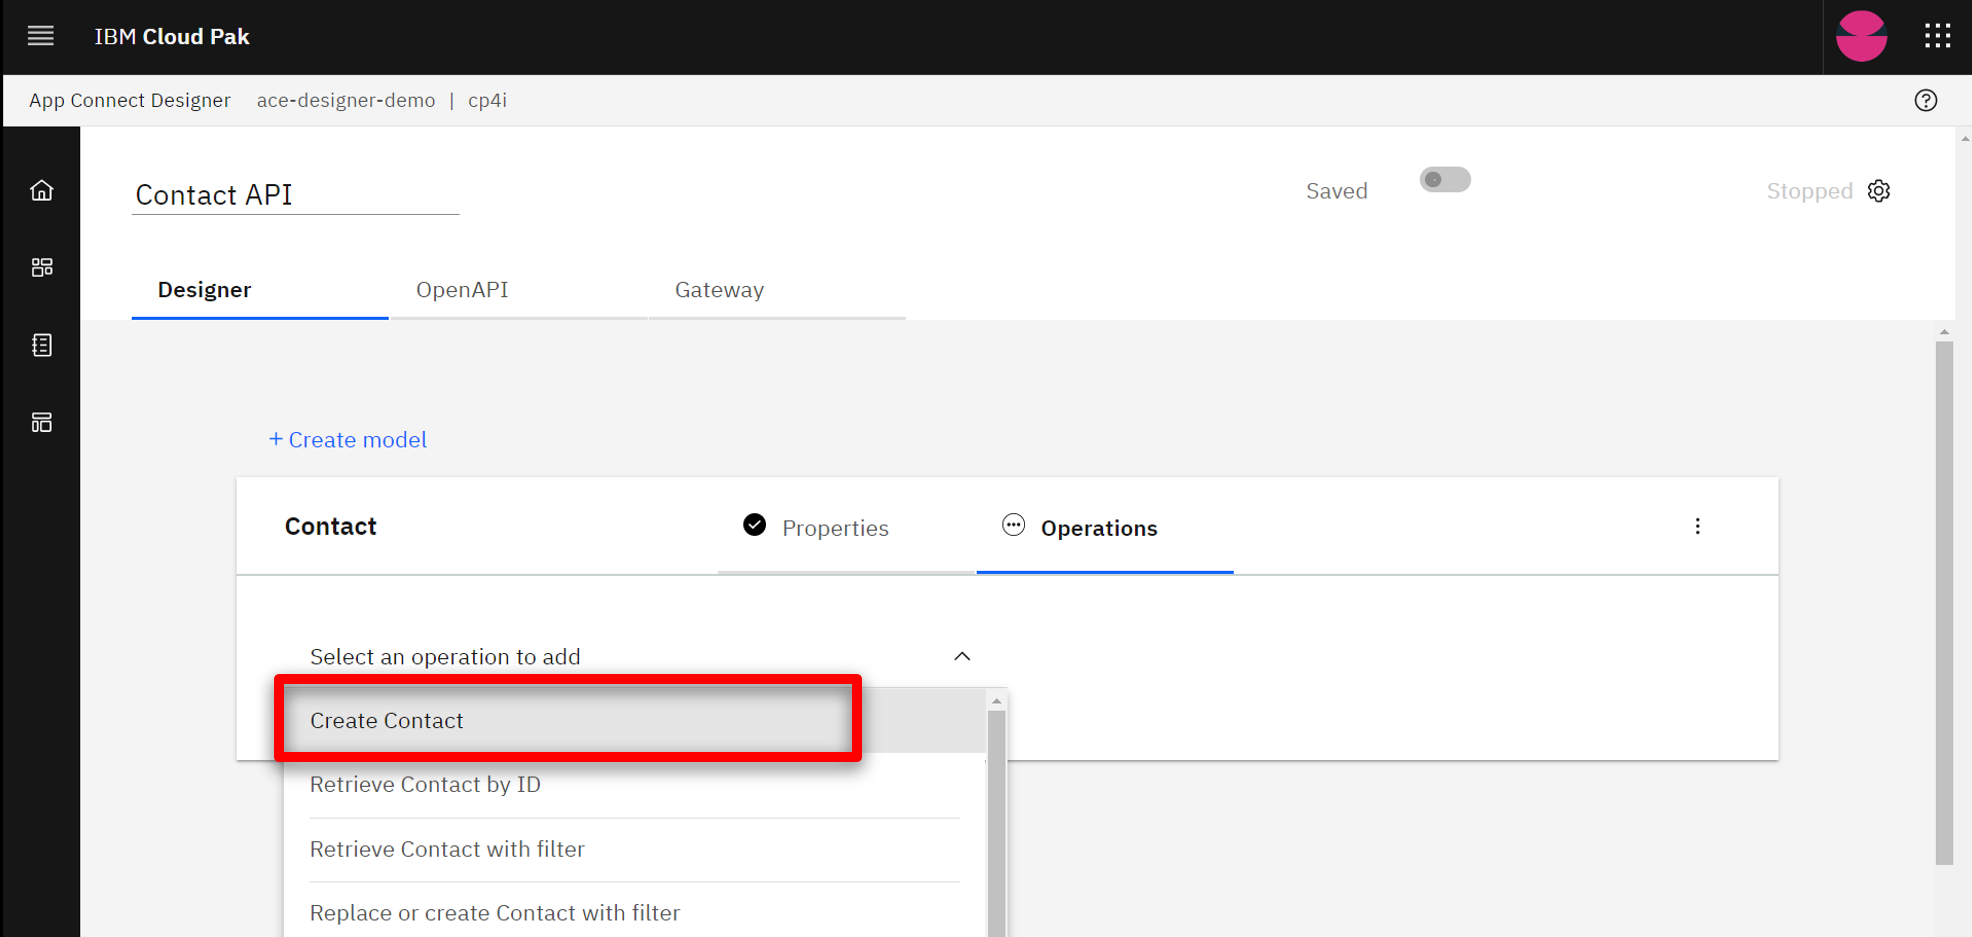 IBM Cloud Pak
App Connect Designer ace-designer-demo | cp4i
Contact API
Saved
Stopped
Designer
OpenAPI
Gateway
+ Create model
Contact
Properties
Operations
Select an operation to add
Create Contact
Retrieve Contact by ID
Retrieve Contact with filter
Replace or create Contact with filter